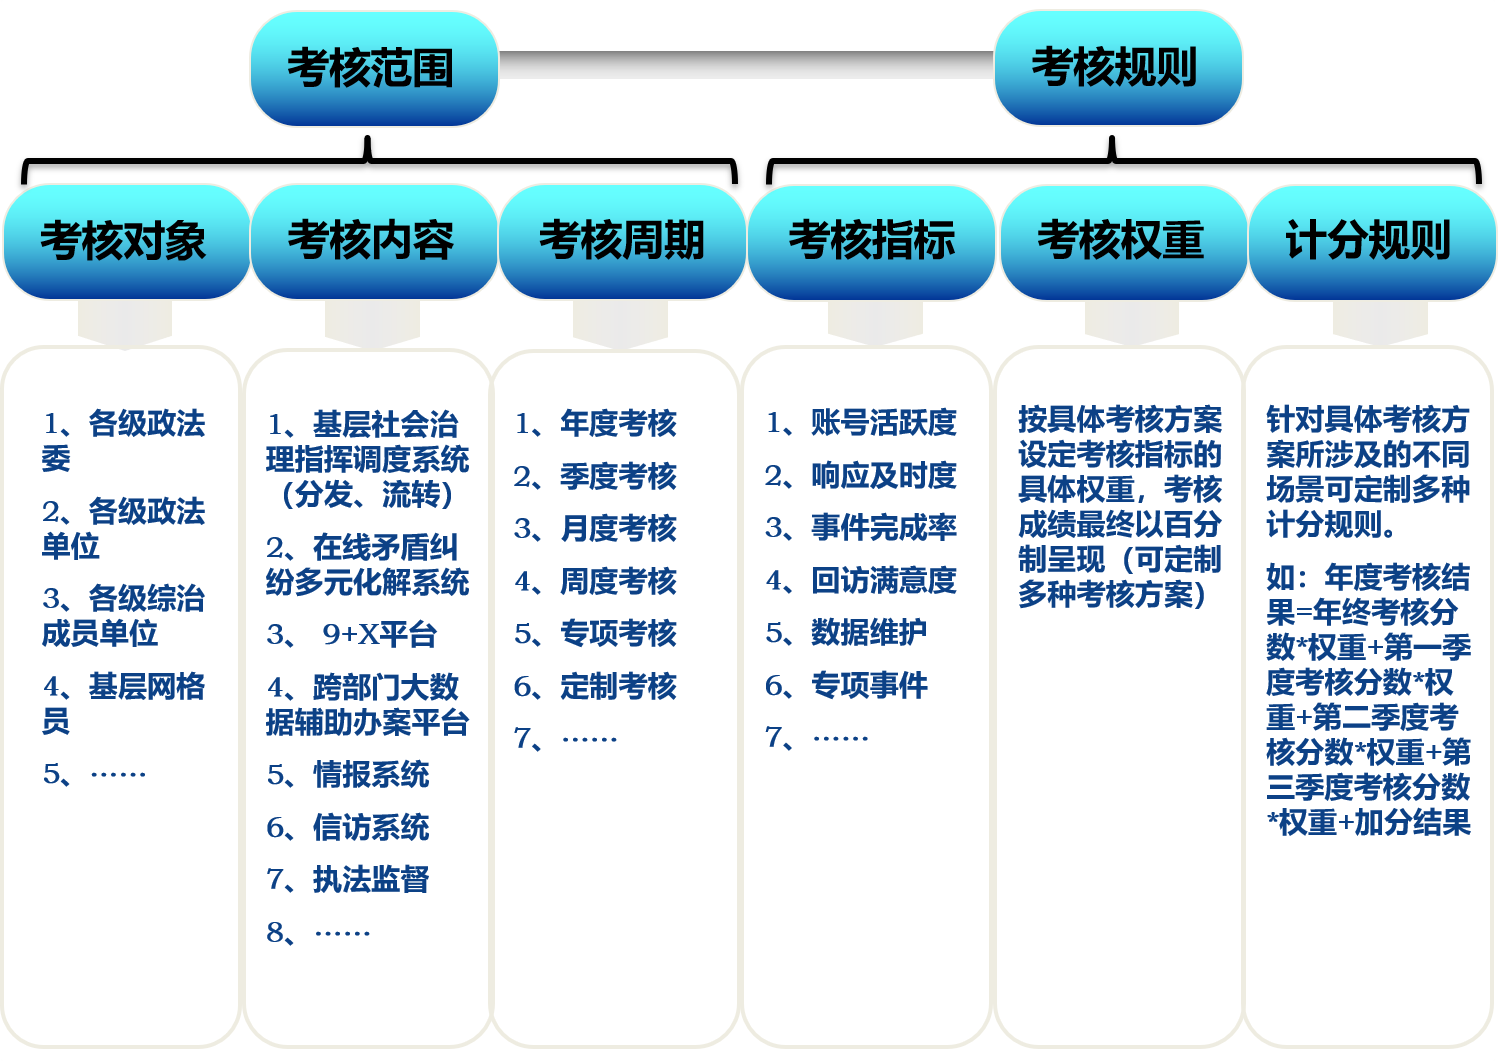 考核范围
考核规则
考核对象
考核内容
考核周期
考核指标
考核权重
计分规则
1、各级政法
委
2、各级政法
单位
3、各级综治
成员单位
4、基层网格
员
5、……
1、基层社会治
理指挥调度系统
（分发、流转）
2、在线矛盾纠
纷多元化解系统
3、 9+X平台
4、跨部门大数
据辅助办案平台
5、情报系统
6、信访系统
7、执法监督
8、……
1、年度考核
2、季度考核
3、月度考核
4、周度考核
5、专项考核
6、定制考核
7、……
1、账号活跃度
2、响应及时度
3、事件完成率
4、回访满意度
5、数据维护
6、专项事件
7、……
按具体考核方案
设定考核指标的
具体权重，考核
成绩最终以百分
制呈现（可定制
多种考核方案）
针对具体考核方
案所涉及的不同
场景可定制多种
计分规则。
如：年度考核结
果=年终考核分
数*权重+第一季
度考核分数*权
重+第二季度考
核分数*权重+第
三季度考核分数
*权重+加分结果